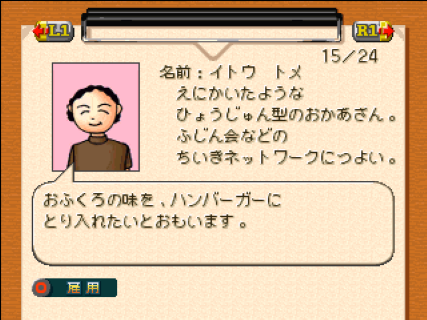 L1
R1
15/24
名前：イトウ　トメ
えにかいたような
ひょうじゅん型のおかあさん。
ふじん会などの
ちいきネットワークにつよい。
おふくろの味を、ハンバーガーに
とり入れたいとおもいます。
雇用